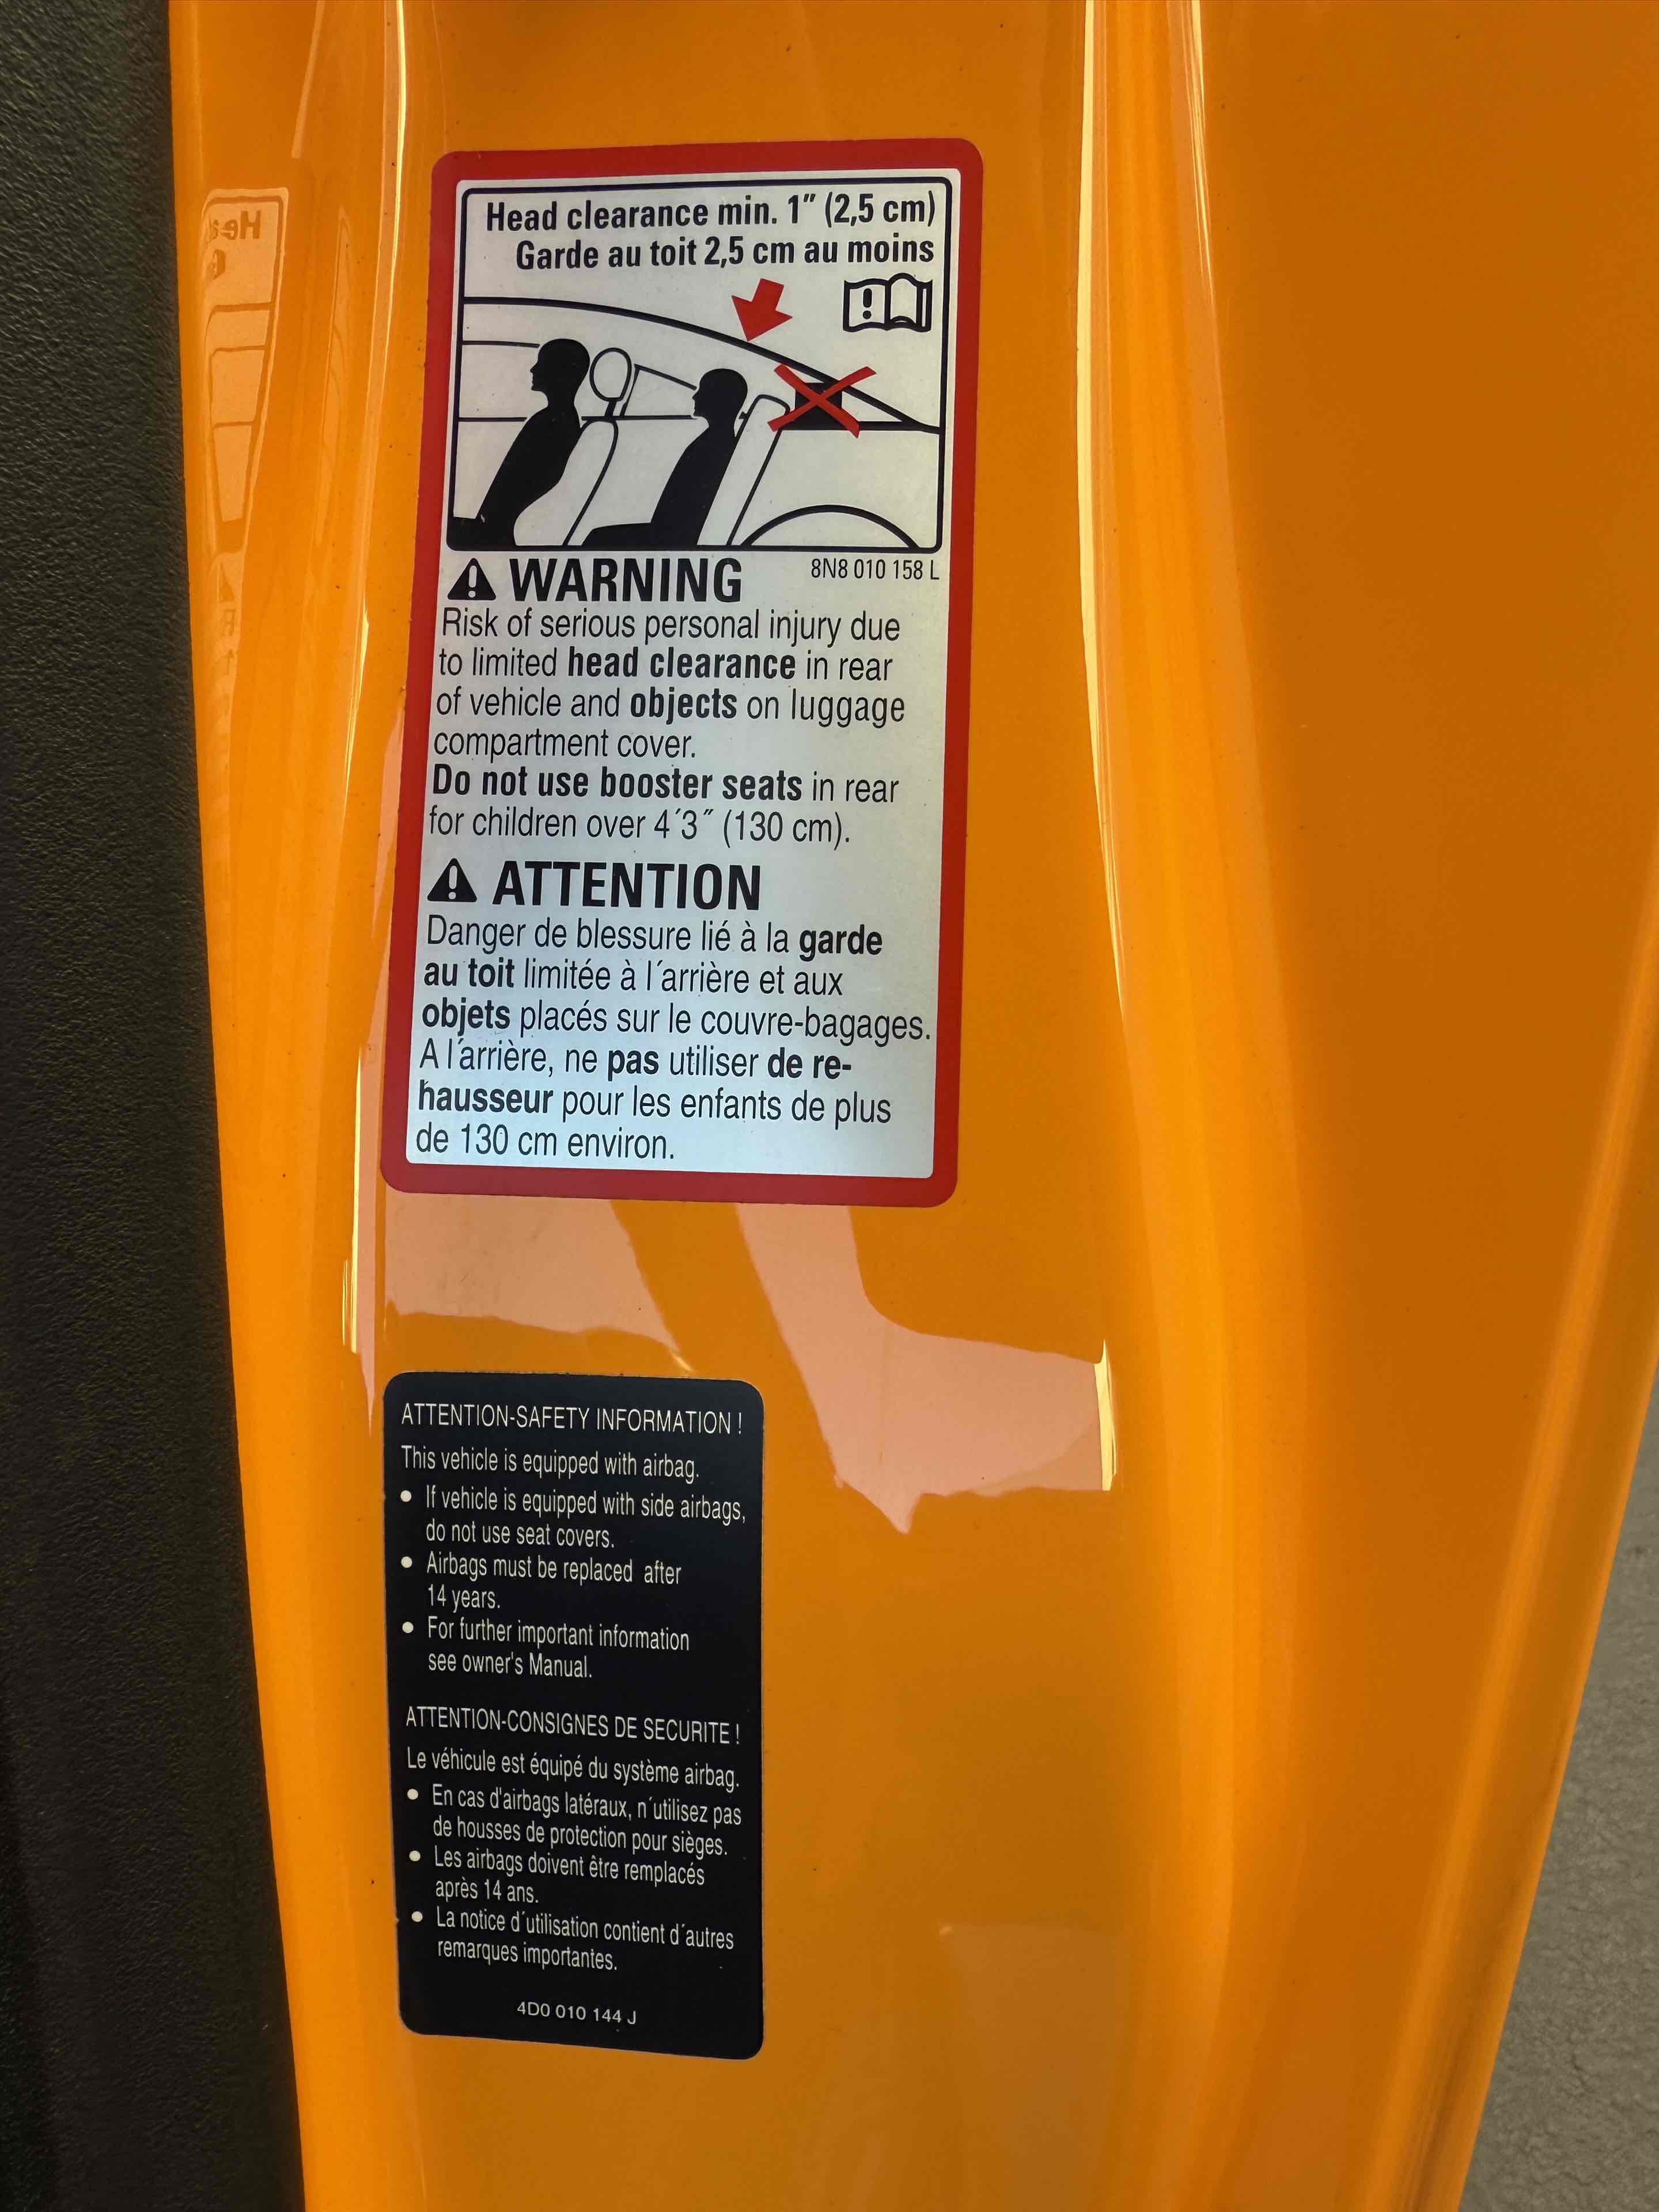 Head clearance min. 1″ (2,5 cm)
Garde au toit 2,5 cm au moins
WARNING
8N8 010 158 L
Risk of serious personal injury due
to limited head clearance in rear
of vehicle and objects on luggage
compartment cover.
Do not use booster seats in rear
for children over 4´3˝ (130 cm).
ATTENTION
Danger de blessure lié à la garde
au toit limitée à l´arrière et aux
objets placés sur le couvre-bagages.
A l´arrière, ne pas utiliser de re-
hausseur pour les enfants de plus
de 130 cm environ.
ATTENTION-SAFETY INFORMATION !
This vehicle is equipped with airbag.
• If vehicle is equipped with side airbags,
do not use seat covers.
• Airbags must be replaced after
14 years.
• For further important information
see owner's Manual.
ATTENTION-CONSIGNES DE SECURITE !
Le véhicule est équipé du système airbag.
• En cas d'airbags latéraux, n´utilisez pas
de housses de protection pour sièges.
• Les airbags doivent être remplacés
après 14 ans.
• La notice d´utilisation contient d´autres
remarques importantes.
4D0 010 144 J